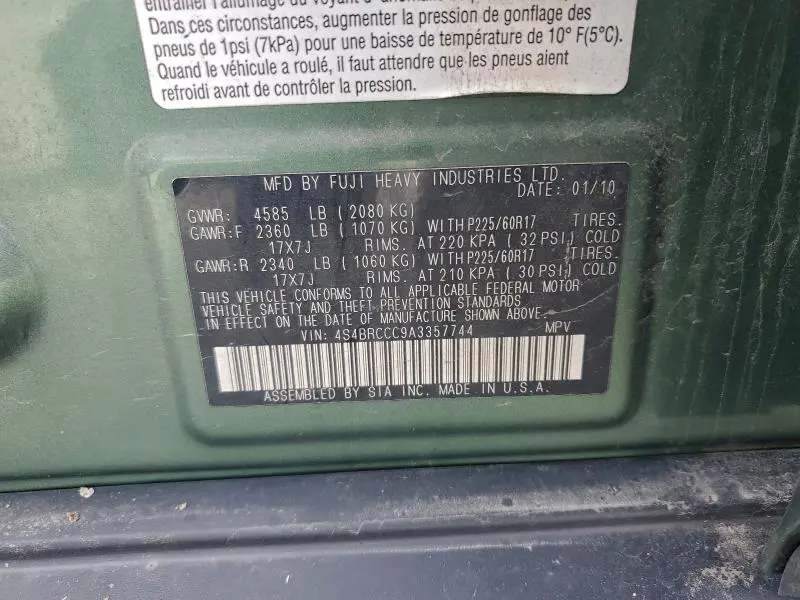 entraîner l'allumage du voyant
Dans ces circonstances, augmenter la pression de gonflage des
pneus de 1psi (7kPa) pour une baisse de température de 10° F(5°C).
Quand le véhicule a roulé, il faut attendre que les pneus aient
refroidi avant de contrôler la pression.
MFD BY FUJI HEAVY INDUSTRIES LTD.
DATE: 01/10
GVWR: 4585 LB (2080 KG)
GAWR:F 2360 LB (1070 KG) WITH P225/60R17 TIRES.
17X7J RIMS. AT 220 KPA (32 PSI) COLD
GAWR:R 2340 LB (1060 KG) WITH P225/60R17 TIRES.
17X7J RIMS. AT 210 KPA (30 PSI) COLD
THIS VEHICLE CONFORMS TO ALL APPLICABLE FEDERAL MOTOR
VEHICLE SAFETY AND THEFT PREVENTION STANDARDS
IN EFFECT ON THE DATE OF MANUFACTURE SHOWN ABOVE.
VIN: 4S4BRCCC9A3357744 MPV
ASSEMBLED BY SIA INC. MADE IN U.S.A.